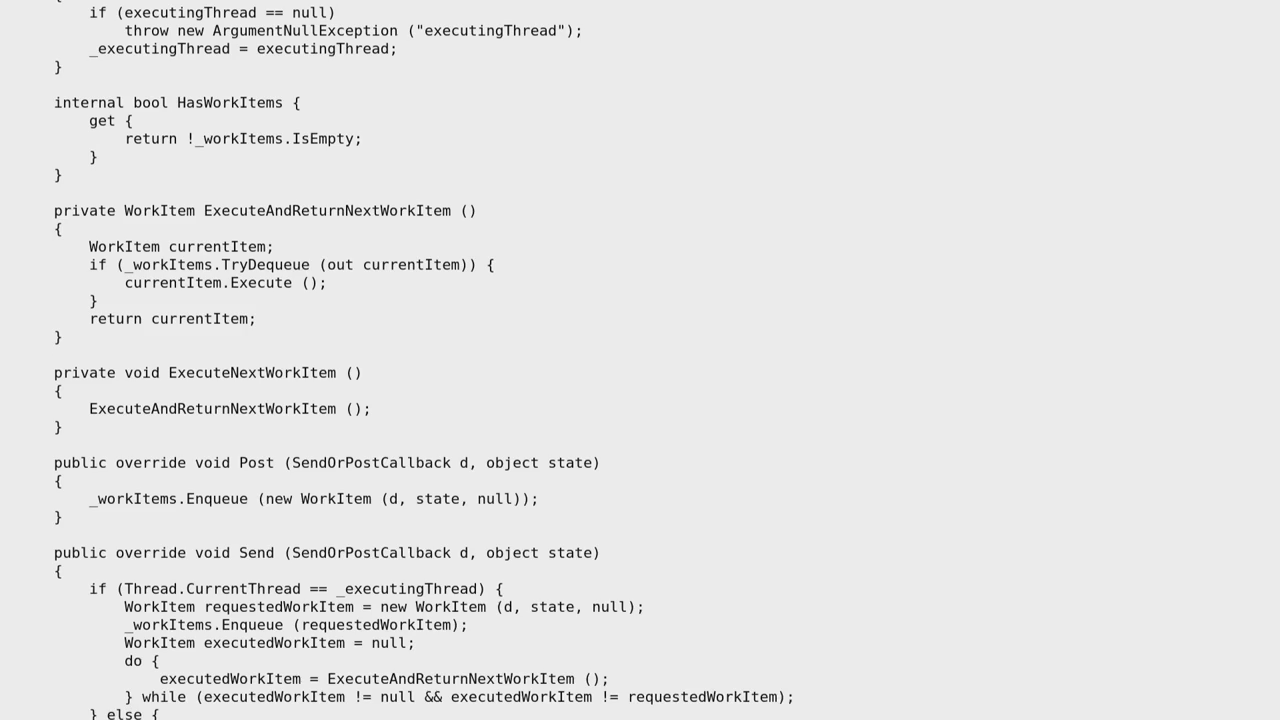 {
if (executingThread == null)
throw new ArgumentNullException ("executingThread");
_executingThread = executingThread;
}
internal bool HasWorkItems {
get {
return !_workItems.IsEmpty;
}
}
private WorkItem ExecuteAndReturnNextWorkItem ()
{
WorkItem currentItem;
if (_workItems.TryDequeue (out currentItem)) {
currentItem.Execute ();
}
return currentItem;
}
private void ExecuteNextWorkItem ()
{
ExecuteAndReturnNextWorkItem ();
}
public override void Post (SendOrPostCallback d, object state)
{
_workItems.Enqueue (new WorkItem (d, state, null));
}
public override void Send (SendOrPostCallback d, object state)
{
if (Thread.CurrentThread == _executingThread) {
WorkItem requestedWorkItem = new WorkItem (d, state, null);
_workItems.Enqueue (requestedWorkItem);
WorkItem executedWorkItem = null;
do {
executedWorkItem = ExecuteAndReturnNextWorkItem ();
} while (executedWorkItem != null && executedWorkItem != requestedWorkItem);
} else {